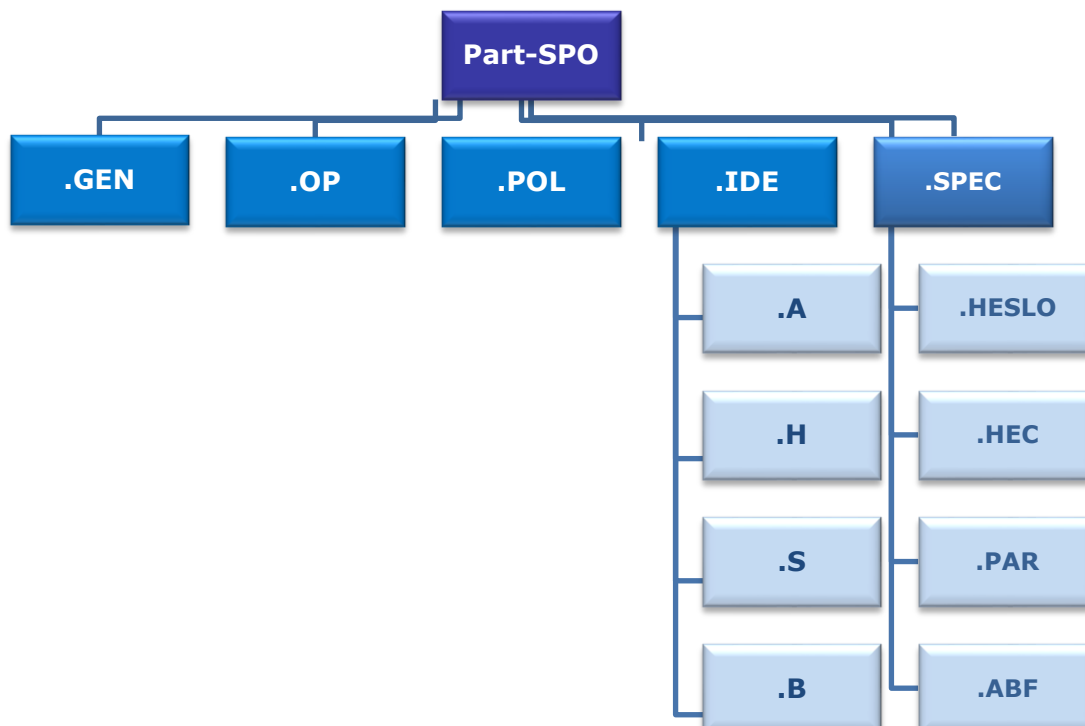 Part-SPO
.GEN
.OP
.POL
.IDE
.SPEC
.A
.HESLO
.H
.HEC
.S
.PAR
.B
.ABF